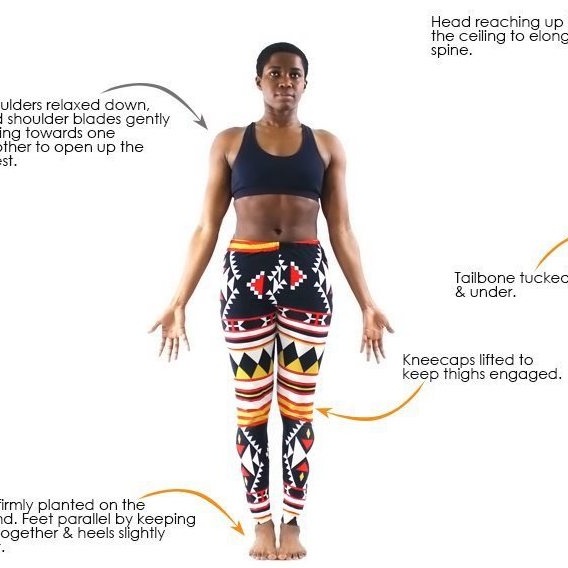 Head reaching up
the ceiling to elong
spine.
ulders relaxed down,
d shoulder blades gently
ing towards one
other to open up the
est.
Tailbone tucked
& under.
Kneecaps lifted to
keep thighs engaged.
firmly planted on the
nd. Feet parallel by keeping
ogether & heels slightly
.